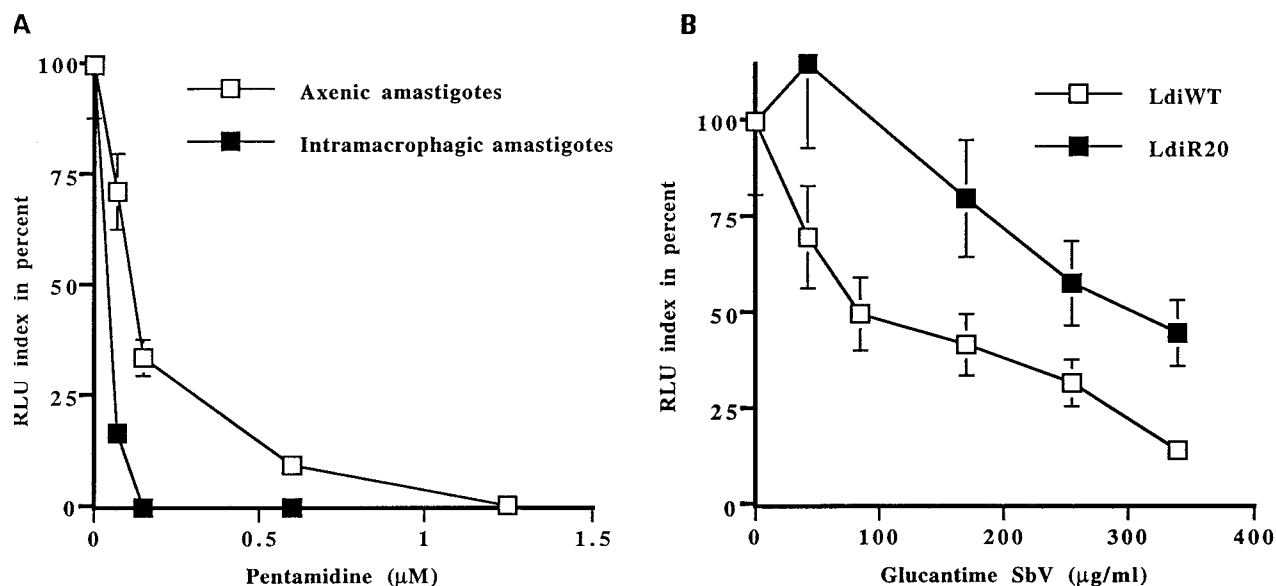 A
RLU index in percent
100
75
50
25
0
Axenic amastigotes
Intramacrophagic amastigotes
0
0.5
1
1.5
Pentamidine (μM)
B
RLU index in percent
100
75
50
25
0
LdiWT
LdiR20
0
100
200
300
400
Glucantime SbV (μg/ml)